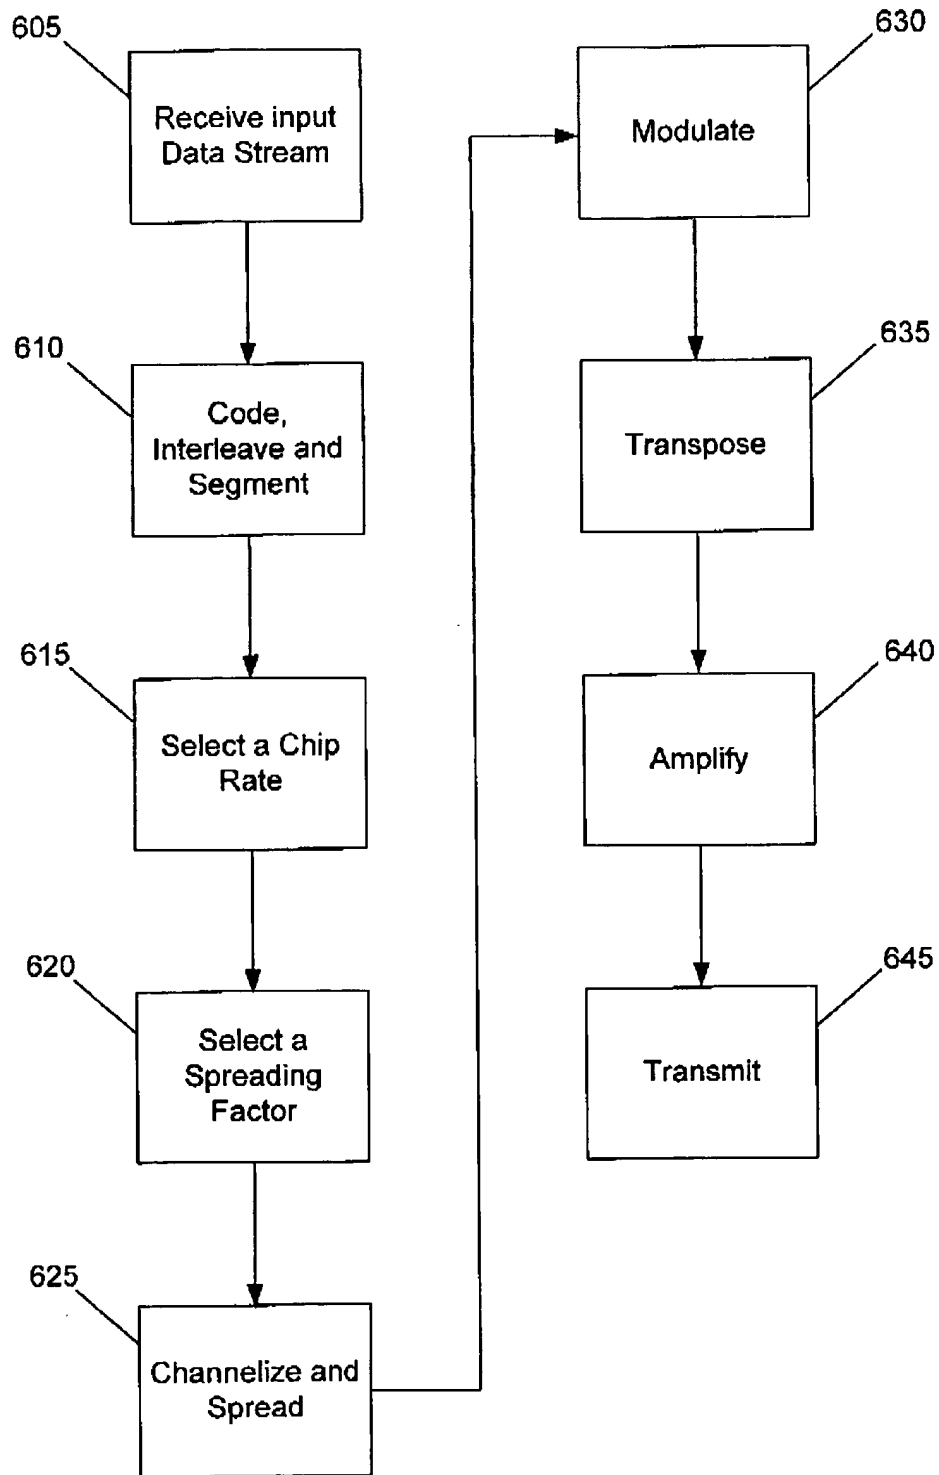 605
Receive input
Data Stream
610
Code,
Interleave and
Segment
615
Select a Chip
Rate
620
Select a
Spreading
Factor
625
Channelize and
Spread
630
Modulate
635
Transpose
640
Amplify
645
Transmit